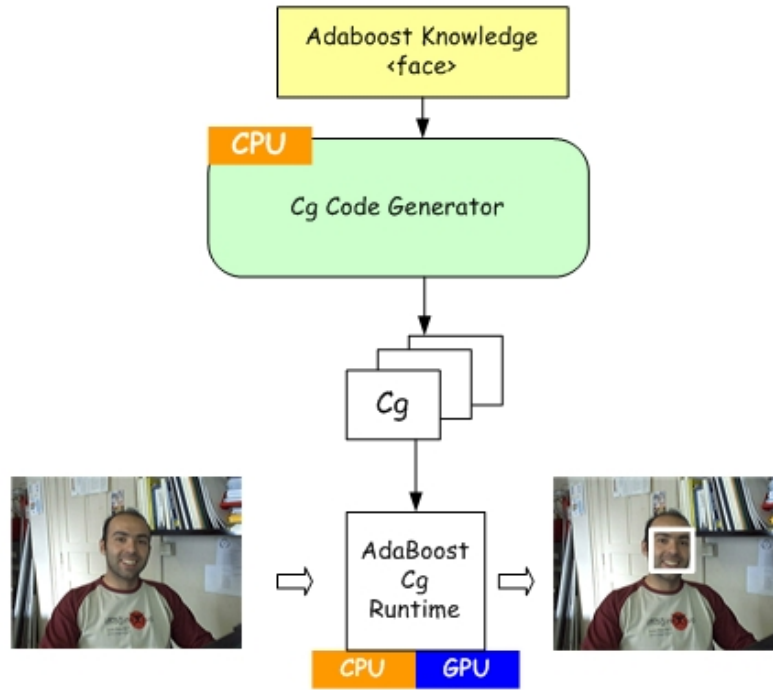 Adaboost Knowledge
<face>
CPU
Cg Code Generator
Cg
AdaBoost
Cg
Runtime
CPU
GPU